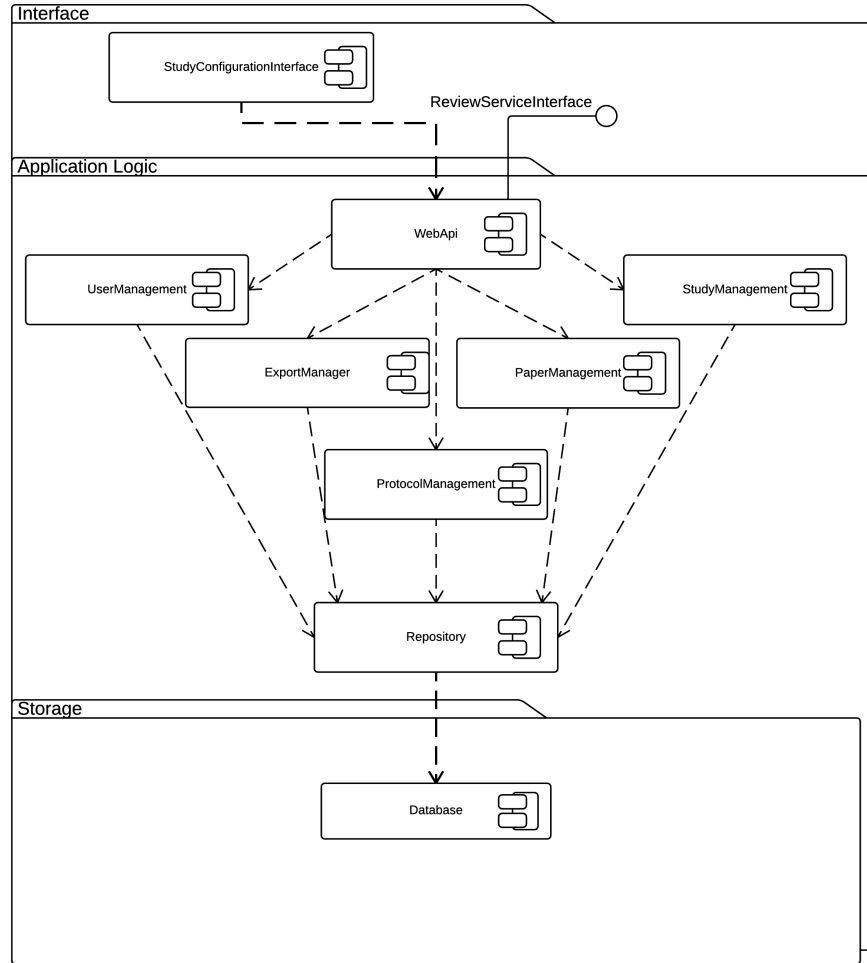 Interface
StudyConfigurationInterface
ReviewServiceInterface
Application Logic
WebApi
UserManagement
StudyManagement
ExportManager
PaperManagement
ProtocolManagement
Repository
Storage
Database